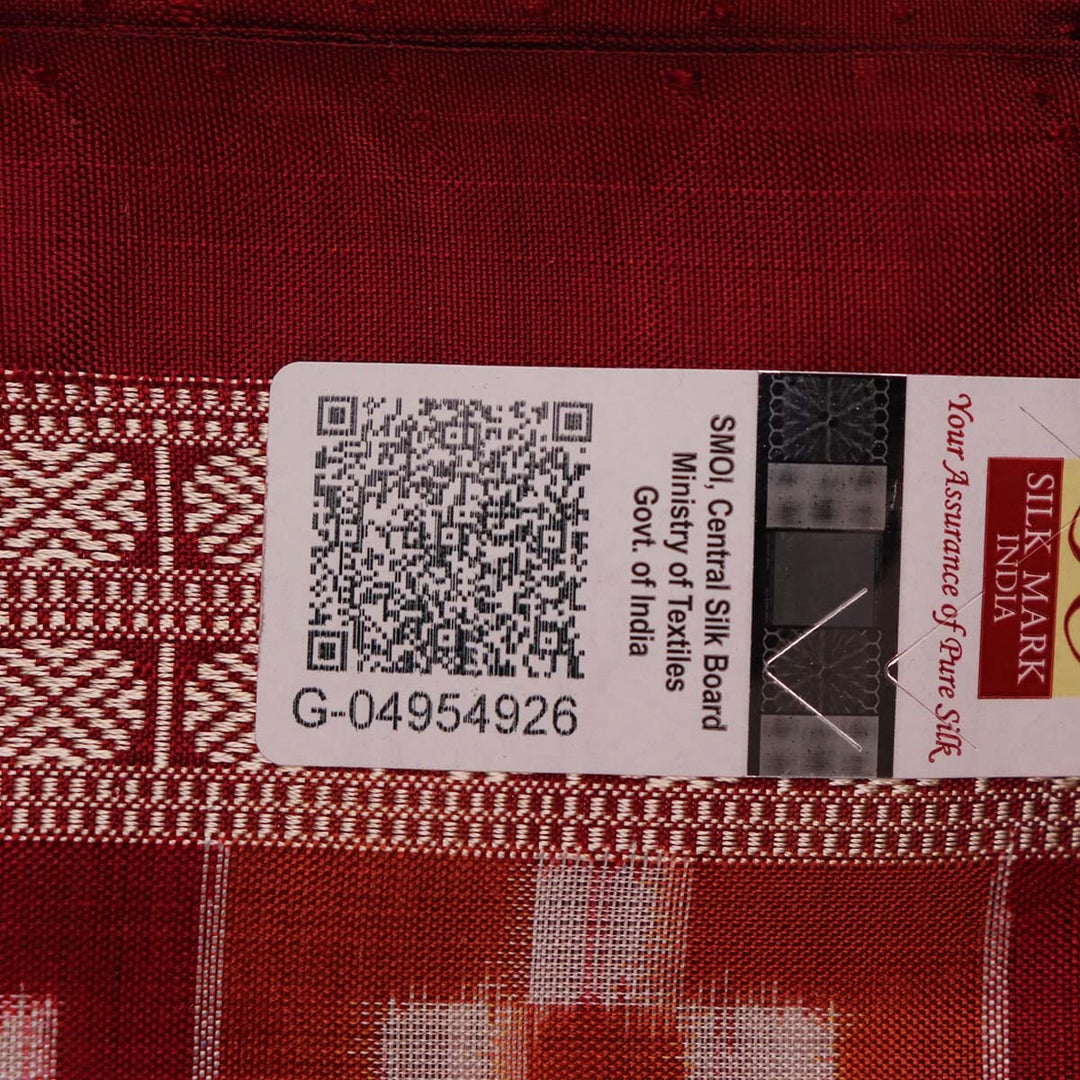 G-04954926
SMOI, Central Silk Board
Ministry of Textiles
Govt. of India
Your Assurance of Pure Silk
SILK MARK
INDIA